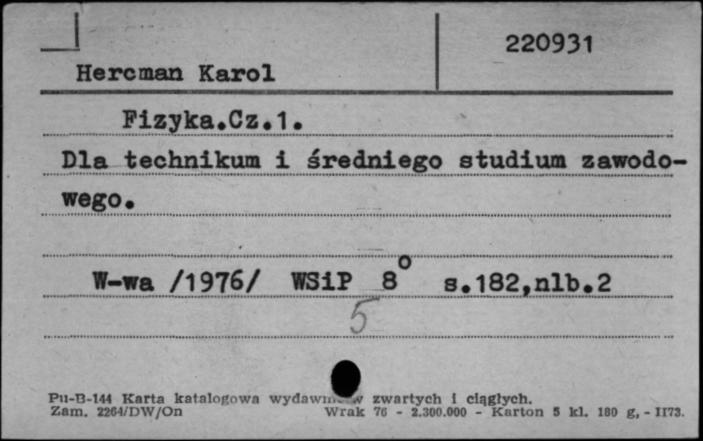 220931
Hercman Karol
Fizyka.Cz.1.
Dla technikum i średniego studium zawodo-
wego.
W-wa /1976/ WSiP 8° s.182,nlb.2
5
Pu-B-144 Karta katalogowa zwartych i ciągłych.
Zam. 2264/DW/On Wrak 76 - 2.300.000 - Karton 5 kl. 180 g, - 1173.